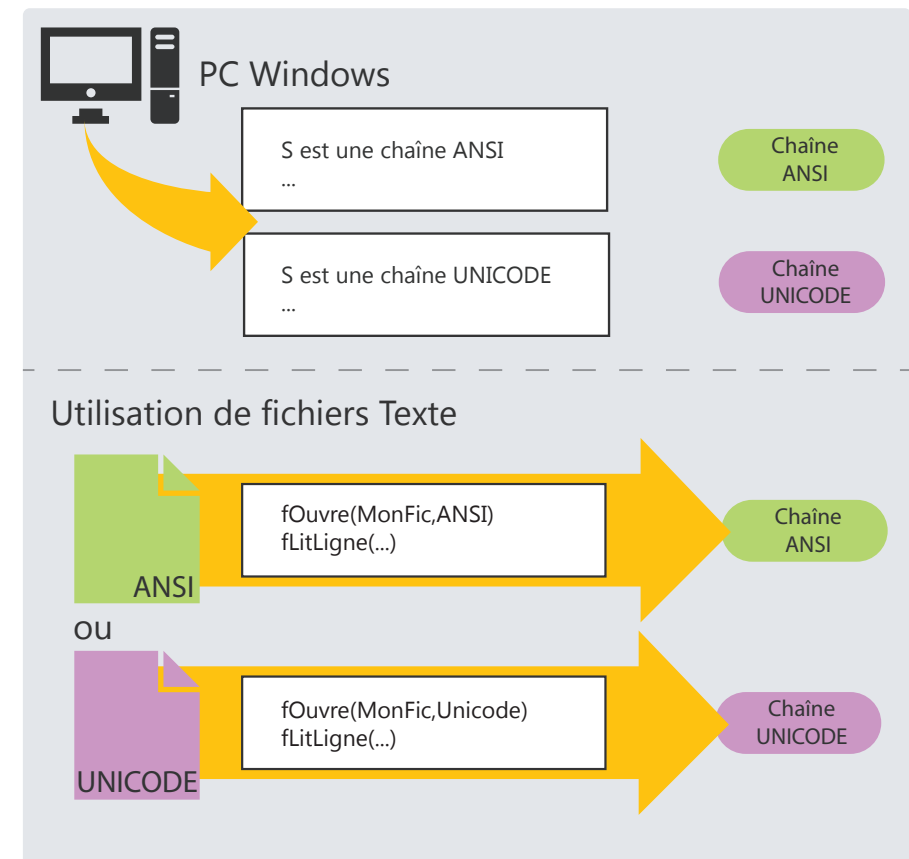 PC Windows
S est une chaîne ANSI
...
Chaîne
ANSI
S est une chaîne UNICODE
...
Chaîne
UNICODE
Utilisation de fichiers Texte
ANSI
fOuvre(MonFic,ANSI)
fLitLigne(...)
Chaîne
ANSI
ou
UNICODE
fOuvre(MonFic,Unicode)
fLitLigne(...)
Chaîne
UNICODE